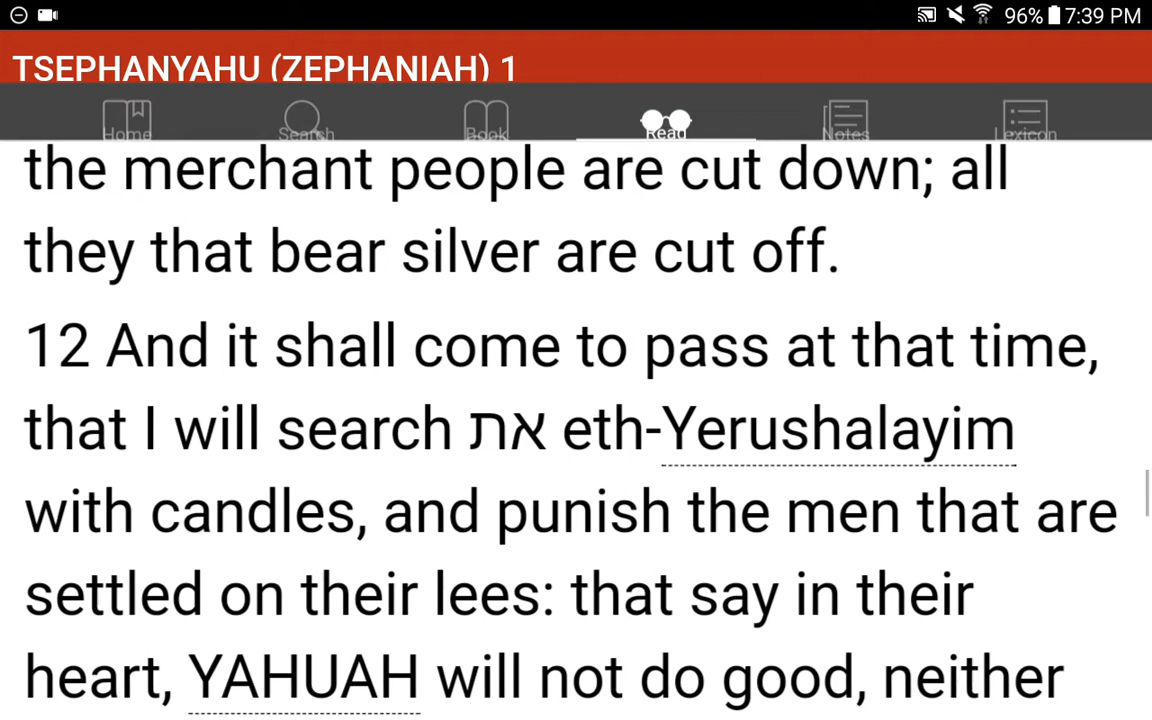 96% 7:39 PM
TSEPHANYAHU (ZEPHANIAH) 1
Home Search Book Read Notes Lexicon
the merchant people are cut down; all
they that bear silver are cut off.
12 And it shall come to pass at that time,
that I will search את eth-Yerushalayim
with candles, and punish the men that are
settled on their lees: that say in their
heart, YAHUAH will not do good, neither